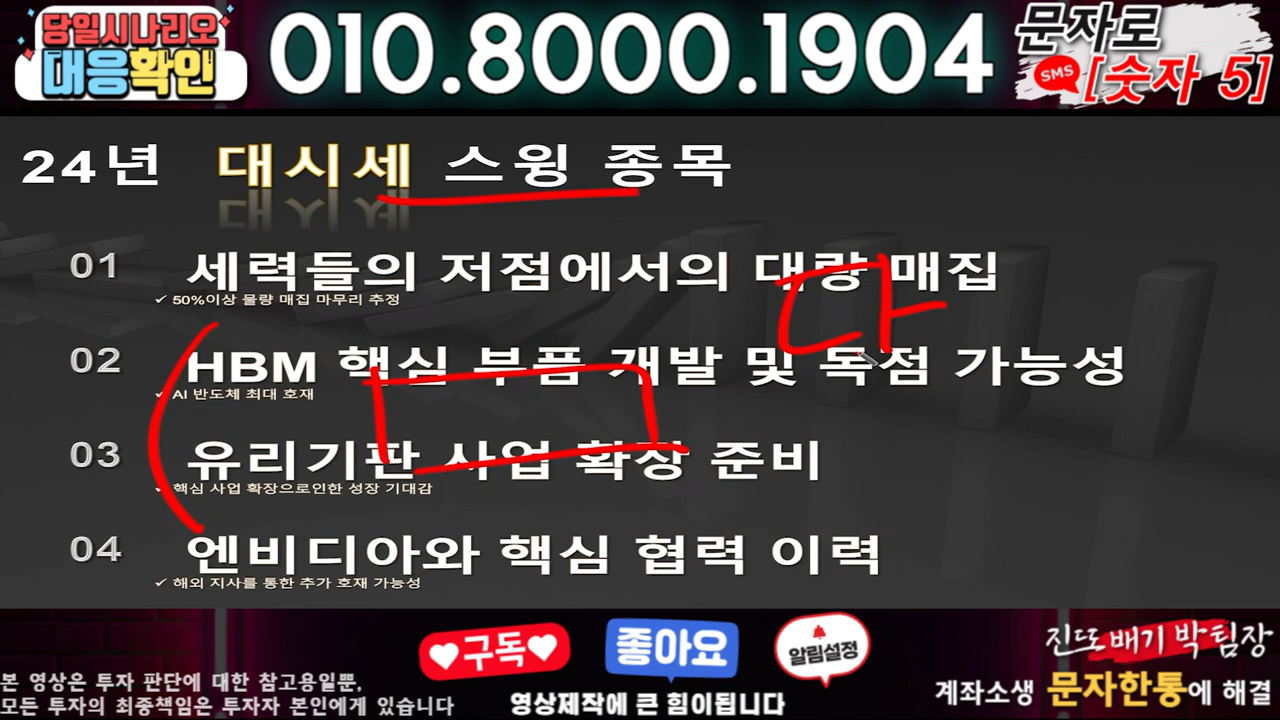 당일시나리오
대응확인
010.8000.1904
문자로
SMS [숫자 5]
24년 대시세 스윙 종목
01 세력들의 저점에서의 대량 매집
✓ 50%이상 물량 매집 마무리 추정
02 HBM 핵심 부품 개발 및 독점 가능성
✓ AI 반도체 최대 호재
03 유리기판 사업 확장 준비
✓ 핵심 사업 확장으로인한 성장 기대감
04 엔비디아와 핵심 협력 이력
✓ 해외 지사를 통한 추가 호재 가능성
다
구독
좋아요
알림설정
영상제작에 큰 힘이됩니다
본 영상은 투자 판단에 대한 참고용일뿐,
모든 투자의 최종책임은 투자자 본인에게 있습니다
진또배기 박팀장
계좌소생 문자한통에 해결